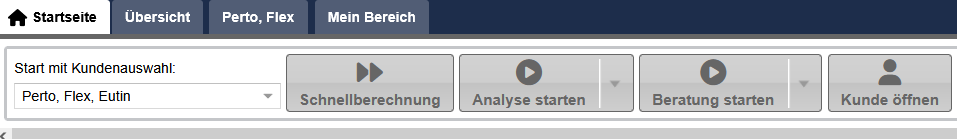 Startseite Übersicht Perto, Flex Mein Bereich
Start mit Kundenauswahl:
Perto, Flex, Eutin
Schnellberechnung Analyse starten Beratung starten Kunde öffnen